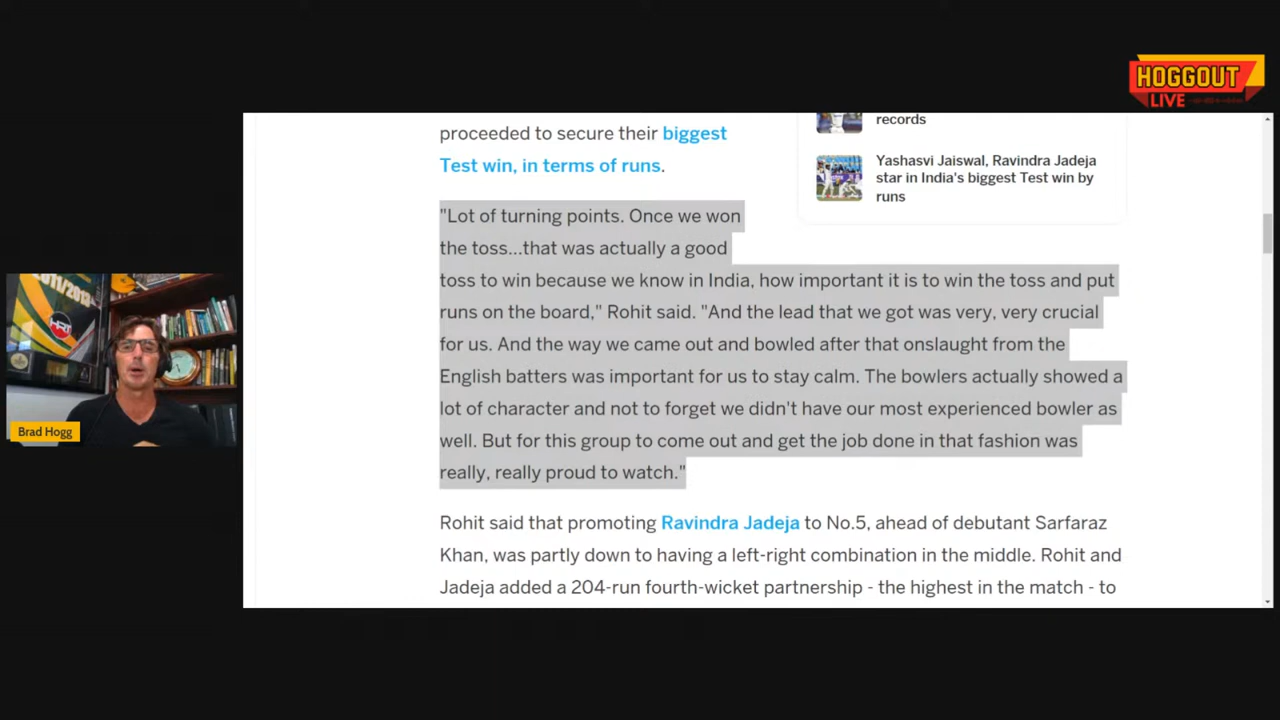 HOGGOUT
LIVE
records
Yashasvi Jaiswal, Ravindra Jadeja
star in India's biggest Test win by
runs
proceeded to secure their biggest
Test win, in terms of runs.
"Lot of turning points. Once we won
the toss...that was actually a good
toss to win because we know in India, how important it is to win the toss and put
runs on the board," Rohit said. "And the lead that we got was very, very crucial
for us. And the way we came out and bowled after that onslaught from the
English batters was important for us to stay calm. The bowlers actually showed a
lot of character and not to forget we didn't have our most experienced bowler as
well. But for this group to come out and get the job done in that fashion was
really, really proud to watch."
Rohit said that promoting Ravindra Jadeja to No.5, ahead of debutant Sarfaraz
Khan, was partly down to having a left-right combination in the middle. Rohit and
Jadeja added a 204-run fourth-wicket partnership - the highest in the match - to
Brad Hogg